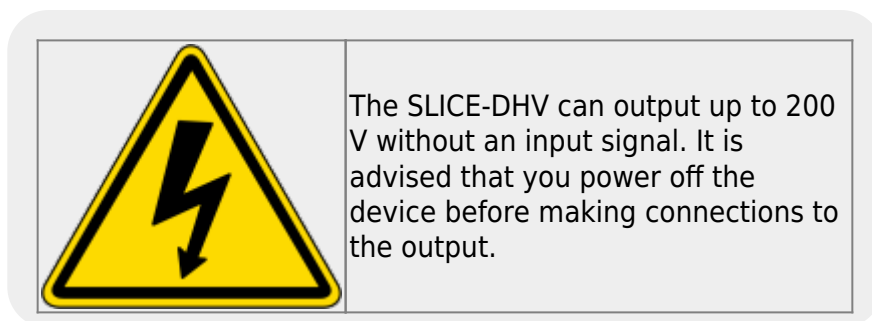 The SLICE-DHV can output up to 200
V without an input signal. It is
advised that you power off the
device before making connections to
the output.